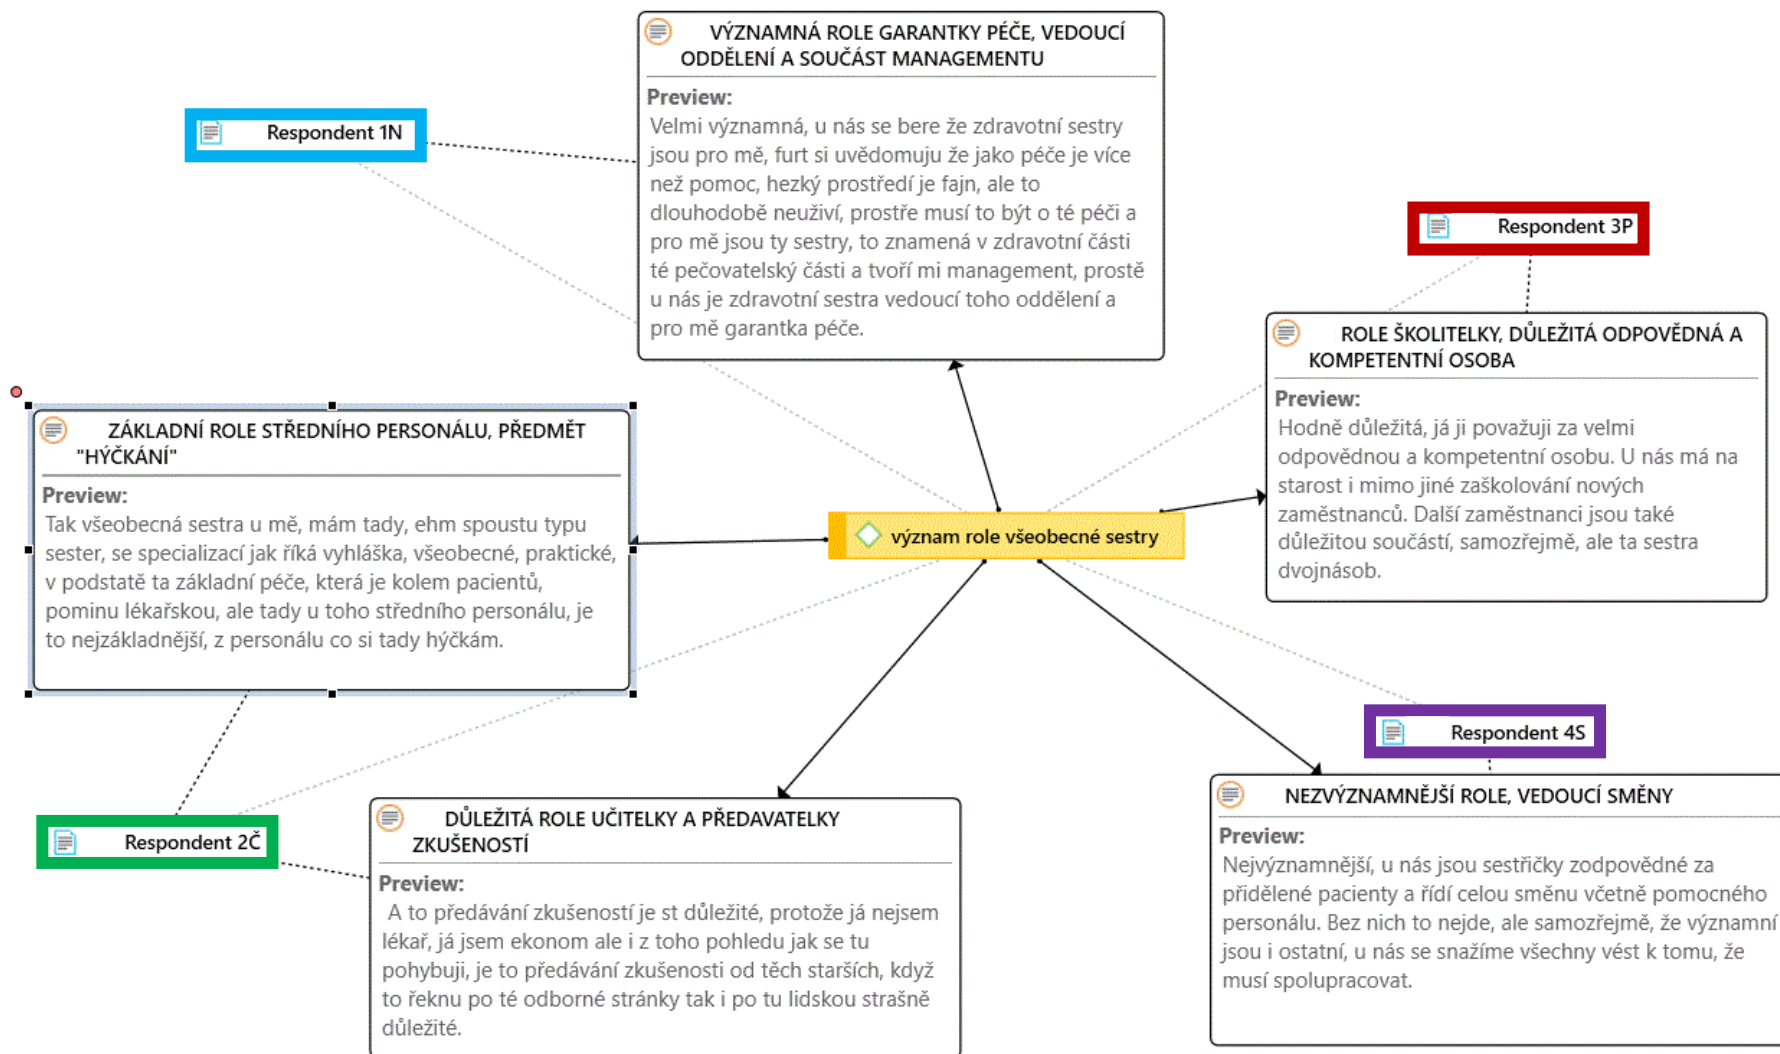 VÝZNAMNÁ ROLE GARANTKY PÉČE, VEDOUCÍ
ODDĚLENÍ A SOUČÁST MANAGEMENTU
Preview:
Velmi významná, u nás se bere že zdravotní sestry
jsou pro mě, furt si uvědomuju že jako péče je více
než pomoc, hezký prostředí je fajn, ale to
dlouhodobě neuživí, prostře musí to být o té péči a
pro mě jsou ty sestry, to znamená v zdravotní části
té pečovatelský části a tvoří mi management, prostě
u nás je zdravotní sestra vedoucí toho oddělení a
pro mě garantka péče.
Respondent 1N
Respondent 3P
ROLE ŠKOLITELKY, DŮLEŽITÁ ODPOVĚDNÁ A
KOMPETENTNÍ OSOBA
Preview:
Hodně důležitá, já ji považuji za velmi
odpovědnou a kompetentní osobu. U nás má na
starost i mimo jiné zaškolování nových
zaměstnanců. Další zaměstnanci jsou také
důležitou součástí, samozřejmě, ale ta sestra
dvojnásob.
ZÁKLADNÍ ROLE STŘEDNÍHO PERSONÁLU, PŘEDMĚT
"HÝČKÁNÍ"
Preview:
Tak všeobecná sestra u mě, mám tady, ehm spoustu typu
sester, se specializací jak říká vyhláška, všeobecné, praktické,
v podstatě ta základní péče, která je kolem pacientů,
pominu lékařskou, ale tady u toho středního personálu, je
to nejzákladnější, z personálu co si tady hýčkám.
význam role všeobecné sestry
Respondent 4S
NEZVÝZNAMNĚJŠÍ ROLE, VEDOUCÍ SMĚNY
Preview:
Nejvýznamnější, u nás jsou sestřičky zodpovědné za
přidělené pacienty a řídí celou směnu včetně pomocného
personálu. Bez nich to nejde, ale samozřejmě, že významní
jsou i ostatní, u nás se snažíme všechny vést k tomu, že
musí spolupracovat.
Respondent 2Č
DŮLEŽITÁ ROLE UČITELKY A PŘEDAVATELKY
ZKUŠENOSTÍ
Preview:
A to předávání zkušeností je st důležité, protože já nejsem
lékař, já jsem ekonom ale i z toho pohledu jak se tu
pohybuji, je to předávání zkušenosti od těch starších, když
to řeknu po té odborné stránky tak i po tu lidskou strašně
důležité.